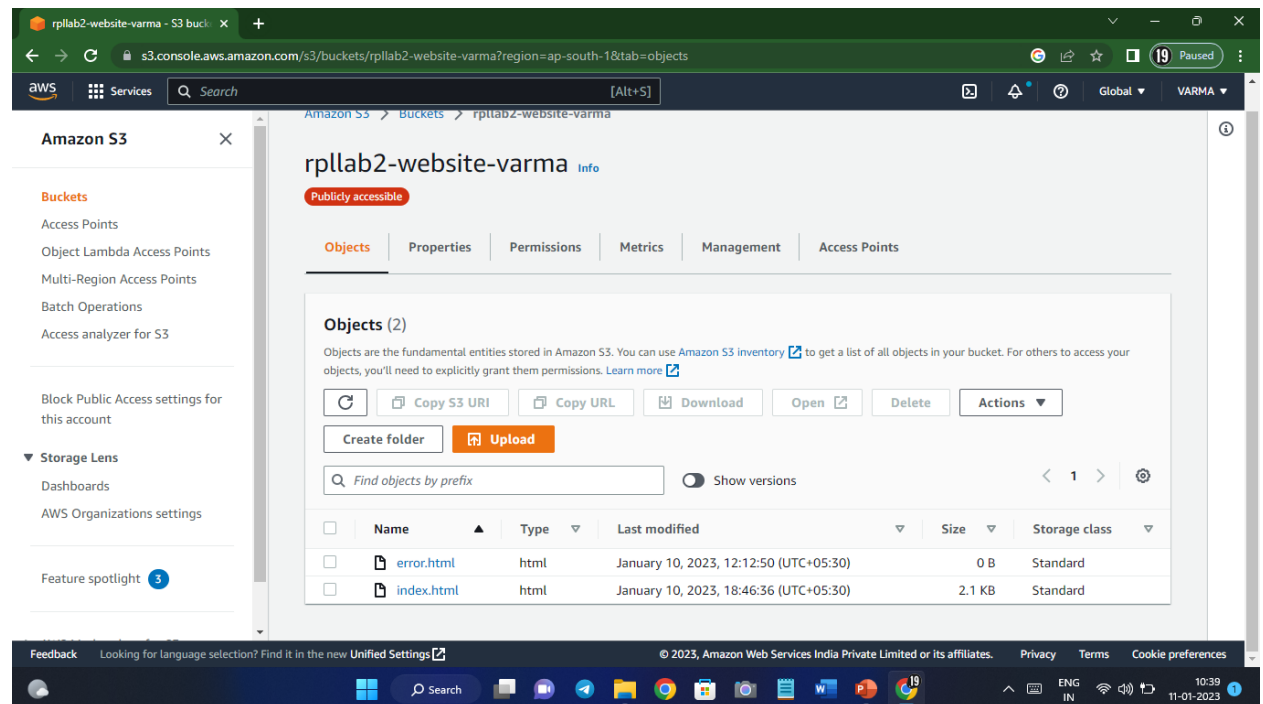 rpllab2-website-varma - S3 buck
s3.console.aws.amazon.com/s3/buckets/rpllab2-website-varma?region=ap-south-1&tab=objects
19 Paused
aws Services Search [Alt+S] Global VARMA
Amazon S3
Buckets
Access Points
Object Lambda Access Points
Multi-Region Access Points
Batch Operations
Access analyzer for S3
Block Public Access settings for
this account
Storage Lens
Dashboards
AWS Organizations settings
Feature spotlight 3
Amazon S3 > Buckets > rpllab2-website-varma
rpllab2-website-varma Info
Publicly accessible
Objects Properties Permissions Metrics Management Access Points
Objects (2)
Objects are the fundamental entities stored in Amazon S3. You can use Amazon S3 inventory to get a list of all objects in your bucket. For others to access your
objects, you'll need to explicitly grant them permissions. Learn more
Copy S3 URI Copy URL Download Open Delete Actions
Create folder Upload
Find objects by prefix Show versions 1
Name Type Last modified Size Storage class
error.html html January 10, 2023, 12:12:50 (UTC+05:30) 0 B Standard
index.html html January 10, 2023, 18:46:36 (UTC+05:30) 2.1 KB Standard
Feedback Looking for language selection? Find it in the new Unified Settings © 2023, Amazon Web Services India Private Limited or its affiliates. Privacy Terms Cookie preferences
Search 19 ENG 10:39
IN 11-01-2023 1